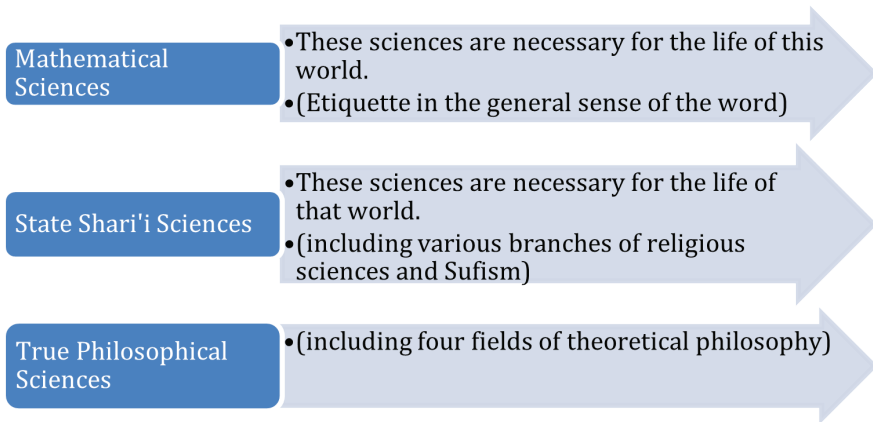 Mathematical
Sciences
•These sciences are necessary for the life of this
world.
•(Etiquette in the general sense of the word)
State Shari'i Sciences
•These sciences are necessary for the life of
that world.
•(including various branches of religious
sciences and Sufism)
True Philosophical
Sciences
•(including four fields of theoretical philosophy)